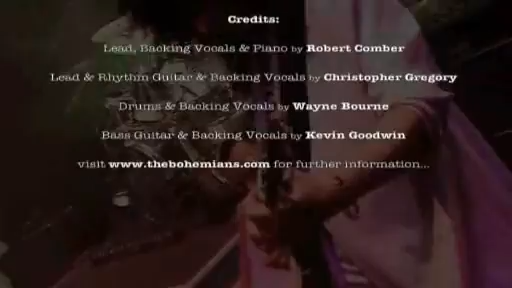 Credits:
Lead, Backing Vocals & Piano by Robert Comber
Lead & Rhythm Guitar & Backing Vocals by Christopher Gregory
Drums & Backing Vocals by Wayne Bourne
Bass Guitar & Backing Vocals by Kevin Goodwin
visit www.thebohemians.com for further information...